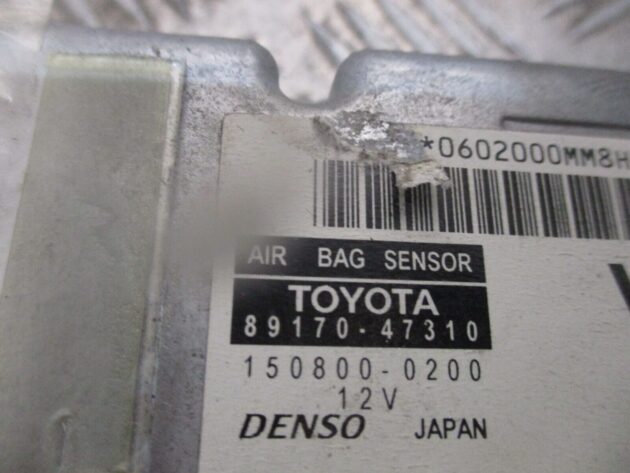 *0602000MM8H
AIR BAG SENSOR
TOYOTA
89170-47310
150800-0200
12V
DENSO JAPAN